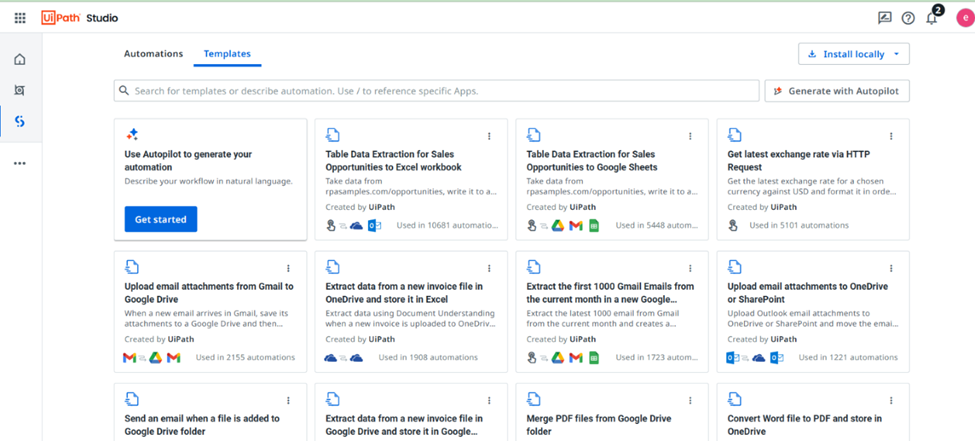 UiPath Studio
2
e
Automations
Templates
Install locally
Search for templates or describe automation. Use / to reference specific Apps.
Generate with Autopilot
Use Autopilot to generate your
automation
Describe your workflow in natural language.
Get started
Table Data Extraction for Sales
Opportunities to Excel workbook
Take data from
rpasamples.com/opportunities, write it to a...
Created by UiPath
Used in 10681 automatio...
Table Data Extraction for Sales
Opportunities to Google Sheets
Take data from
rpasamples.com/opportunities, write it to a...
Created by UiPath
Used in 5448 autom...
Get latest exchange rate via HTTP
Request
Get the latest exchange rate for a chosen
currency against USD and format it in orde...
Created by UiPath
Used in 5101 automations
Upload email attachments from Gmail to
Google Drive
When a new email arrives in Gmail, save its
attachments to a Google Drive and then...
Created by UiPath
Used in 2155 automations
Extract data from a new invoice file in
OneDrive and store it in Excel
Extract data using Document Understanding
when a new invoice is uploaded to OneDriv...
Created by UiPath
Used in 1908 automations
Extract the first 1000 Gmail Emails from
the current month in a new Google...
Extract the latest 1000 email from Gmail
from the current month and creates a...
Created by UiPath
Used in 1723 autom...
Upload email attachments to OneDrive
or SharePoint
Upload Outlook email attachments to
OneDrive or SharePoint and move the emai...
Created by UiPath
Used in 1221 automations
Send an email when a file is added to
Google Drive folder
Extract data from a new invoice file in
Google Drive and store it in Google...
Merge PDF files from Google Drive
folder
Convert Word file to PDF and store in
OneDrive